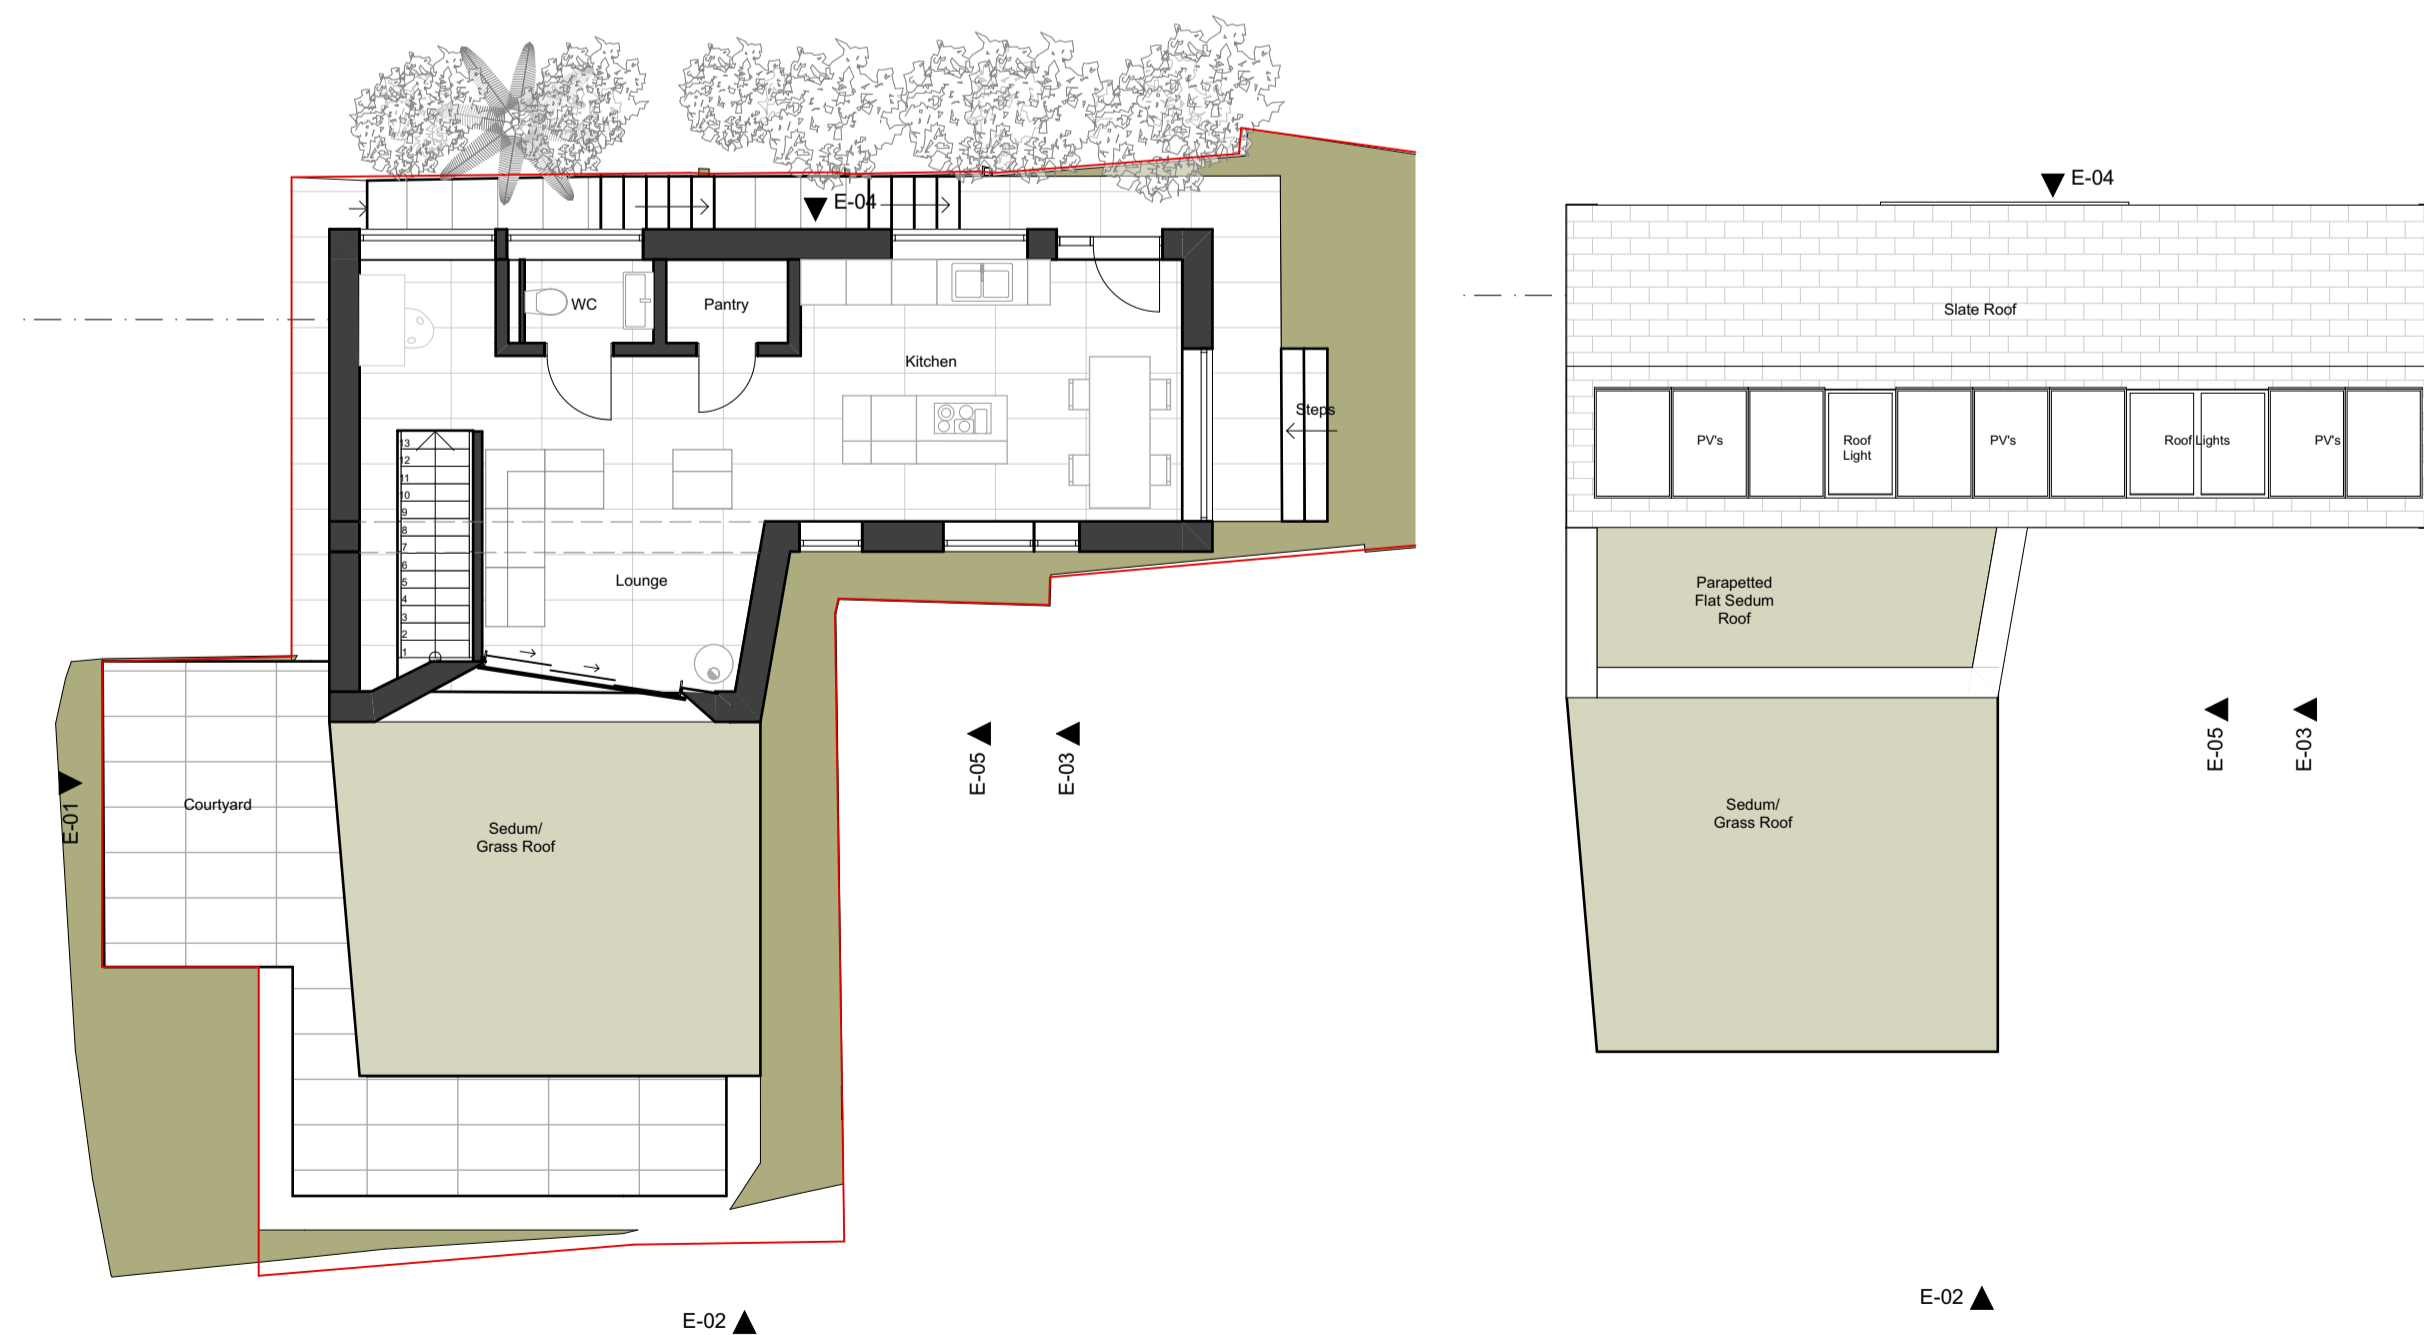 E-04
WC
Pantry
Kitchen
Steps
13
12
11
10
9
8
7
6
5
4
3
2
1
Lounge
Courtyard
E-01
Sedum/
Grass Roof
E-05
E-03
E-02
E-04
Slate Roof
PV's
Roof
Light
PV's
Roof Lights
PV's
Parapetted
Flat Sedum
Roof
Sedum/
Grass Roof
E-05
E-03
E-02